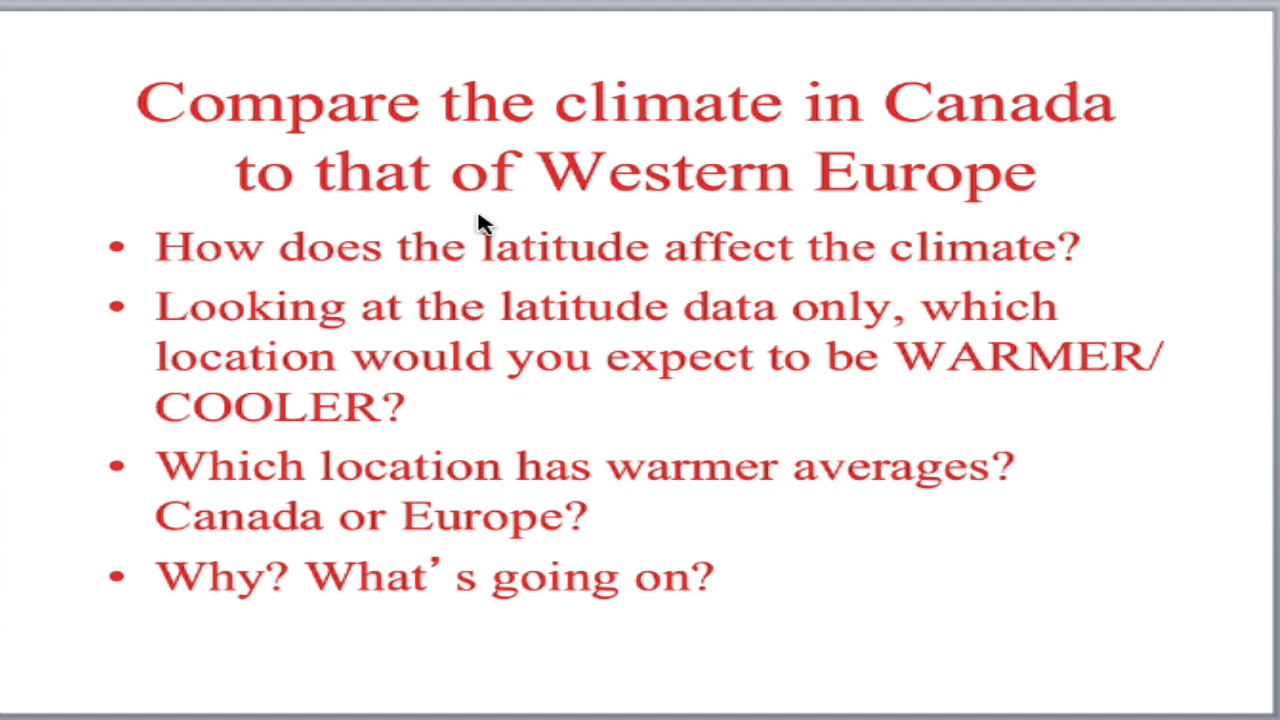 Compare the climate in Canada
to that of Western Europe
• How does the latitude affect the climate?
• Looking at the latitude data only, which
location would you expect to be WARMER/
COOLER?
• Which location has warmer averages?
Canada or Europe?
• Why? What’s going on?